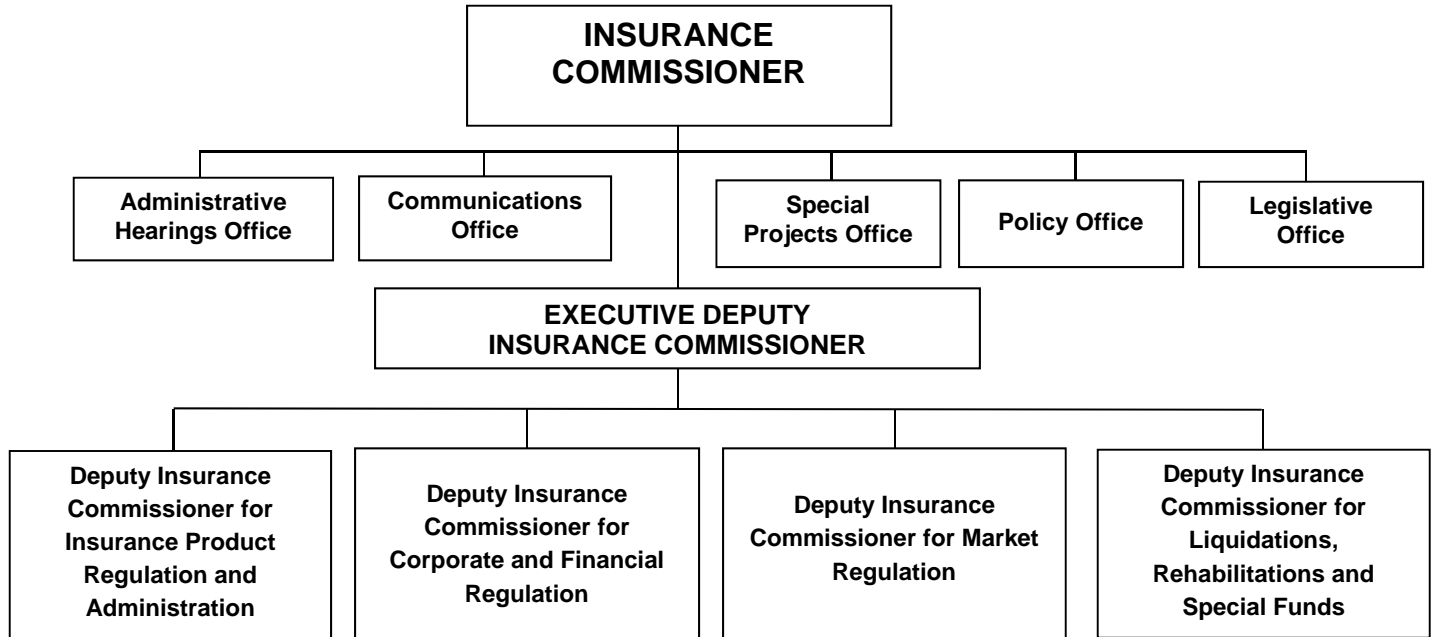 INSURANCE
COMMISSIONER
Administrative
Hearings Office
Communications
Office
Special
Projects Office
Policy Office
Legislative
Office
EXECUTIVE DEPUTY
INSURANCE COMMISSIONER
Deputy Insurance
Commissioner for
Insurance Product
Regulation and
Administration
Deputy Insurance
Commissioner for
Corporate and Financial
Regulation
Deputy Insurance
Commissioner for Market
Regulation
Deputy Insurance
Commissioner for
Liquidations,
Rehabilitations and
Special Funds